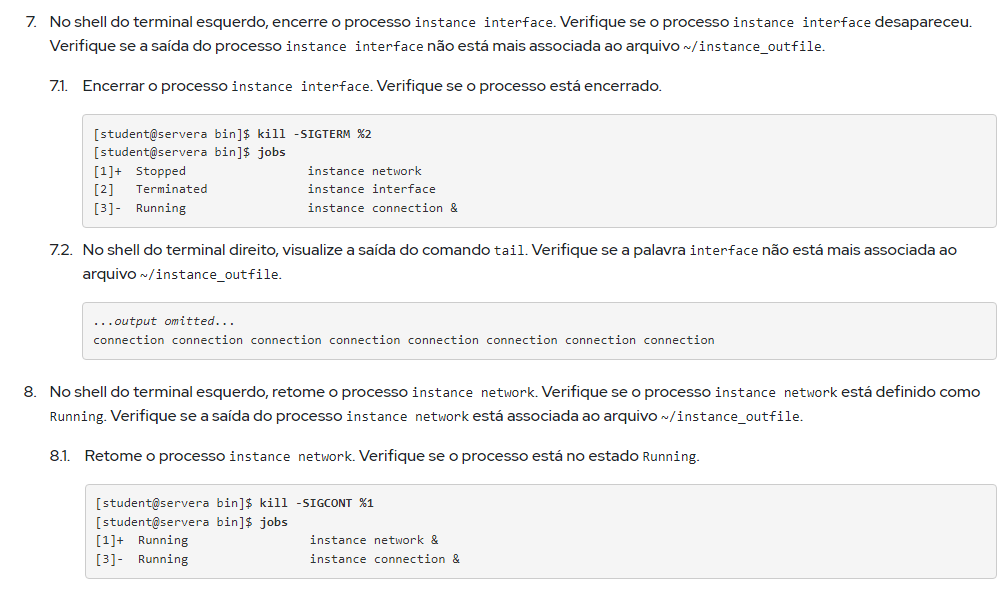 7. No shell do terminal esquerdo, encerre o processo instance interface. Verifique se o processo instance interface desapareceu.
Verifique se a saída do processo instance interface não está mais associada ao arquivo ~/instance_outfile.
7.1. Encerrar o processo instance interface. Verifique se o processo está encerrado.
[student@servera bin]$ kill -SIGTERM %2
[student@servera bin]$ jobs
[1]+  Stopped                 instance network
[2]   Terminated              instance interface
[3]-  Running                 instance connection &
7.2. No shell do terminal direito, visualize a saída do comando tail. Verifique se a palavra interface não está mais associada ao
arquivo ~/instance_outfile.
...output omitted...
connection connection connection connection connection connection connection connection
8. No shell do terminal esquerdo, retome o processo instance network. Verifique se o processo instance network está definido como
Running. Verifique se a saída do processo instance network está associada ao arquivo ~/instance_outfile.
8.1. Retome o processo instance network. Verifique se o processo está no estado Running.
[student@servera bin]$ kill -SIGCONT %1
[student@servera bin]$ jobs
[1]+  Running                 instance network &
[3]-  Running                 instance connection &